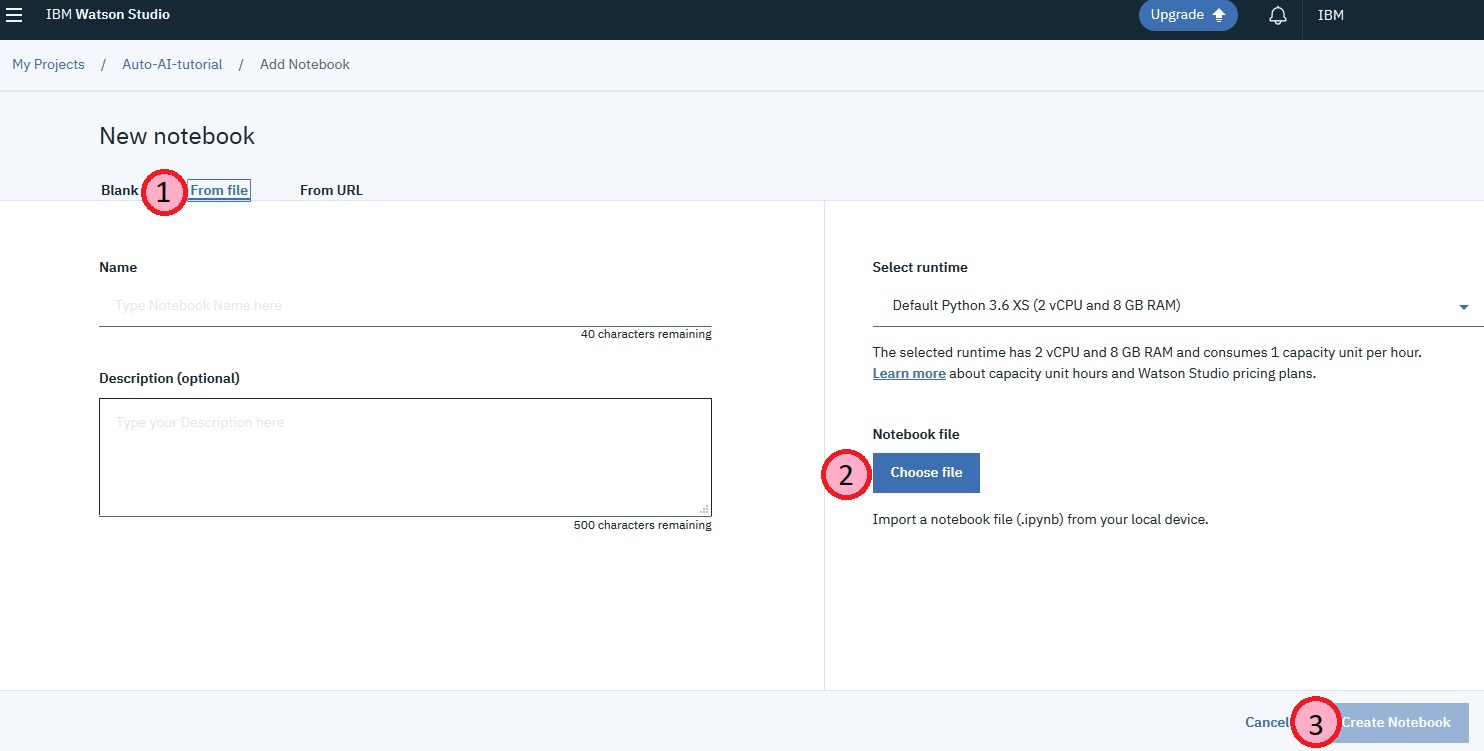 IBM Watson Studio
Upgrade
IBM
My Projects / Auto-AI-tutorial / Add Notebook
New notebook
Blank
1
From file
From URL
Name
Type Notebook Name here
40 characters remaining
Description (optional)
Type your Description here
500 characters remaining
Select runtime
Default Python 3.6 XS (2 vCPU and 8 GB RAM)
The selected runtime has 2 vCPU and 8 GB RAM and consumes 1 capacity unit per hour.
Learn more about capacity unit hours and Watson Studio pricing plans.
Notebook file
2
Choose file
Import a notebook file (.ipynb) from your local device.
Cancel
3
Create Notebook